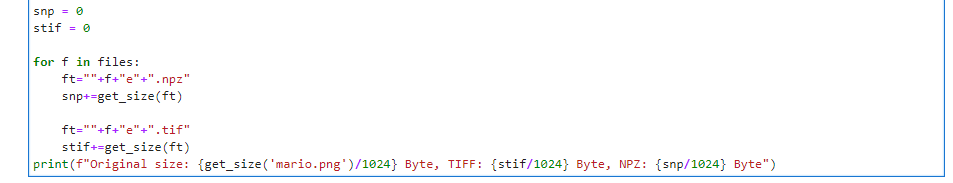 snp = 0
stif = 0
for f in files:
    ft=""+f+"e"+".npz"
    snp+=get_size(ft)
    ft=""+f+"e"+".tif"
    stif+=get_size(ft)
print(f"Original size: {get_size('mario.png')/1024} Byte, TIFF: {stif/1024} Byte, NPZ: {snp/1024} Byte")